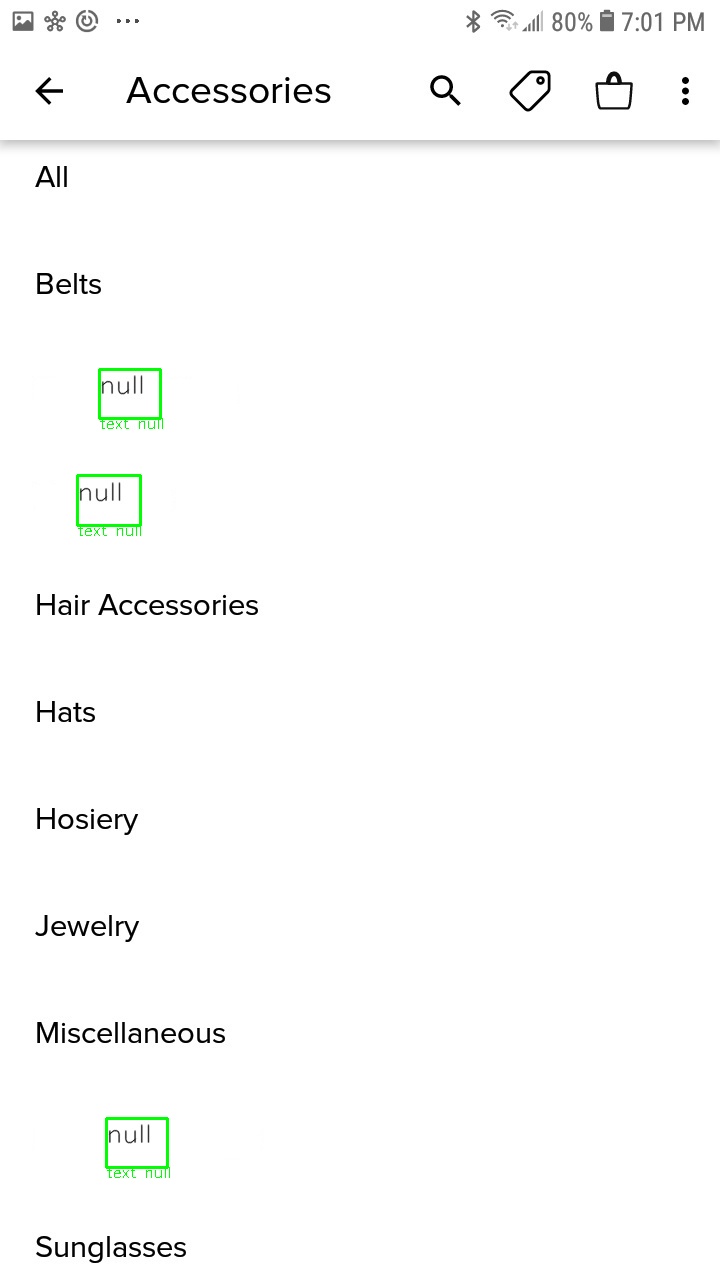 80% 7:01 PM
Accessories
All
Belts
null
text null
null
text null
Hair Accessories
Hats
Hosiery
Jewelry
Miscellaneous
null
text null
Sunglasses